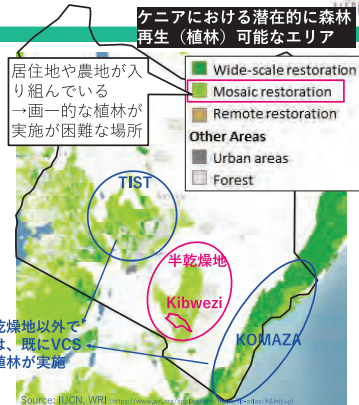 ケニアにおける潜在的に森林
再生（植林）可能なエリア
居住地や農地が入
り組んでいる
→画一的な植林が
実施が困難な場所
Wide-scale restoration
Mosaic restoration
Remote restoration
Other Areas
Urban areas
Forest
TIST
半乾燥地
Kibwezi
KOMAZA
乾燥地以外で
は、既にVCS
植林が実施
Source: IUCN, WRI